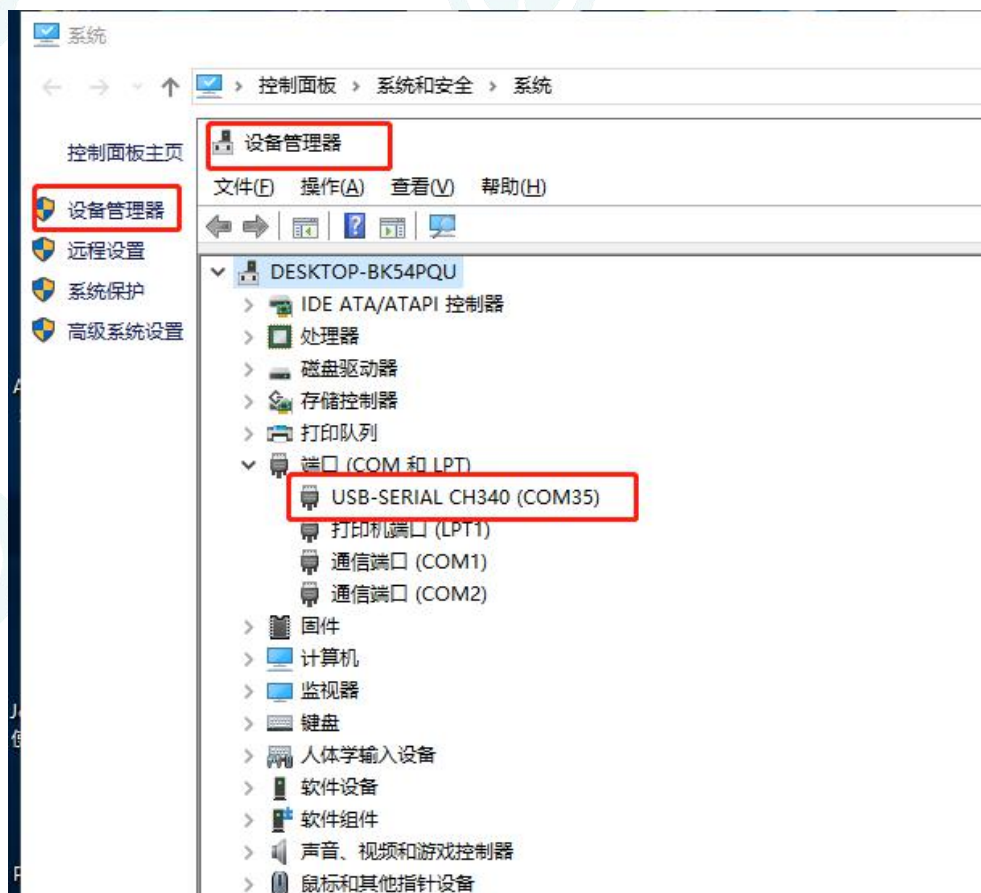 系统
控制面板 › 系统和安全 › 系统
控制面板主页
设备管理器
远程设置
系统保护
高级系统设置
设备管理器
文件(F) 操作(A) 查看(V) 帮助(H)
DESKTOP-BK54PQU
IDE ATA/ATAPI 控制器
处理器
磁盘驱动器
存储控制器
打印队列
端口 (COM 和 LPT)
USB-SERIAL CH340 (COM35)
打印机端口 (LPT1)
通信端口 (COM1)
通信端口 (COM2)
固件
计算机
监视器
键盘
人体学输入设备
软件设备
软件组件
声音、视频和游戏控制器
鼠标和其他指针设备